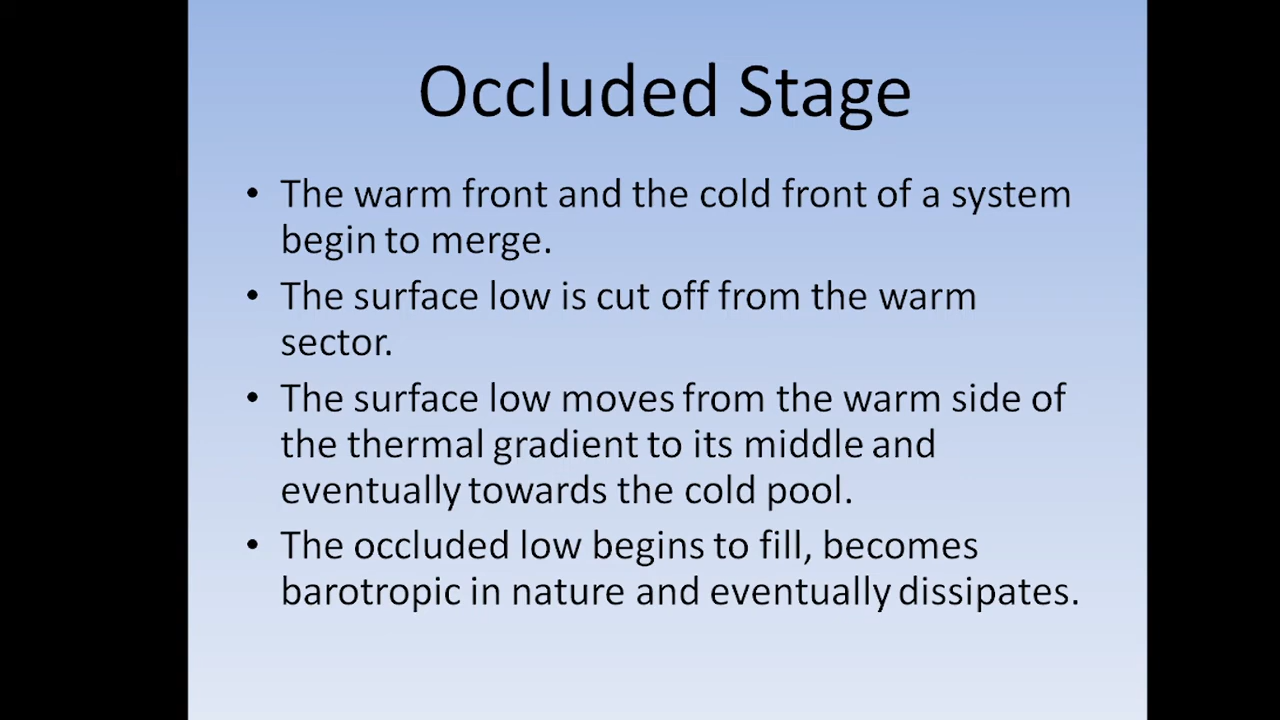 Occluded Stage
• The warm front and the cold front of a system
begin to merge.
• The surface low is cut off from the warm
sector.
• The surface low moves from the warm side of
the thermal gradient to its middle and
eventually towards the cold pool.
• The occluded low begins to fill, becomes
barotropic in nature and eventually dissipates.